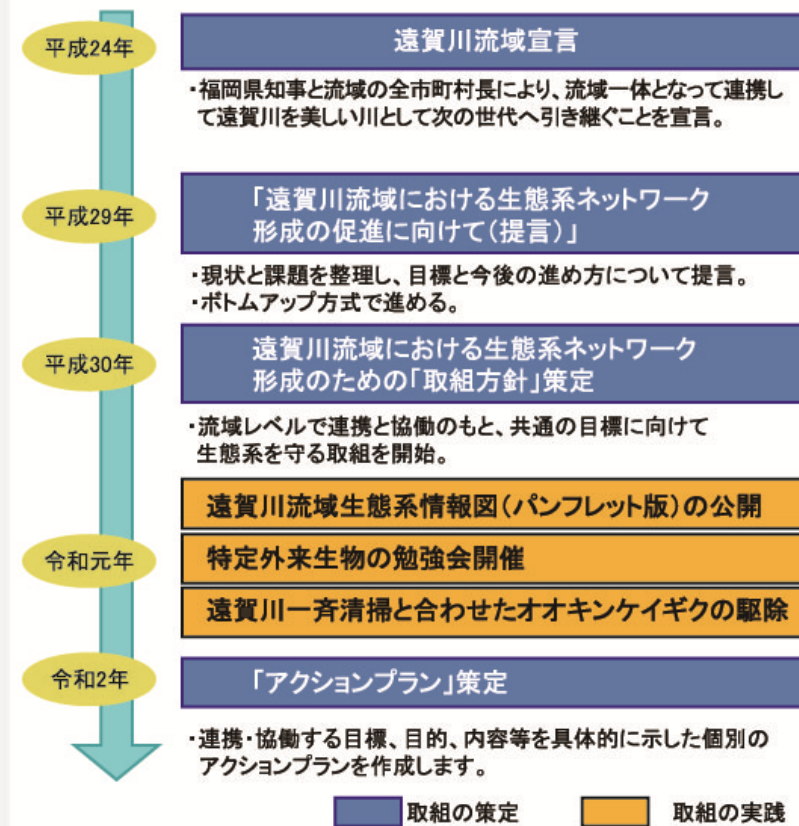 平成24年
遠賀川流域宣言
・福岡県知事と流域の全市町村長により、流域一体となって連携し
て遠賀川を美しい川として次の世代へ引き継ぐことを宣言。
平成29年
「遠賀川流域における生態系ネットワーク
形成の促進に向けて(提言)」
・現状と課題を整理し、目標と今後の進め方について提言。
・ボトムアップ方式で進める。
平成30年
遠賀川流域における生態系ネットワーク
形成のための「取組方針」策定
・流域レベルで連携と協働のもと、共通の目標に向けて
生態系を守る取組を開始。
遠賀川流域生態系情報図(パンフレット版)の公開
令和元年
特定外来生物の勉強会開催
遠賀川一斉清掃と合わせたオオキンケイギクの駆除
令和2年
「アクションプラン」策定
・連携・協働する目標、目的、内容等を具体的に示した個別の
アクションプランを作成します。
取組の策定
取組の実践